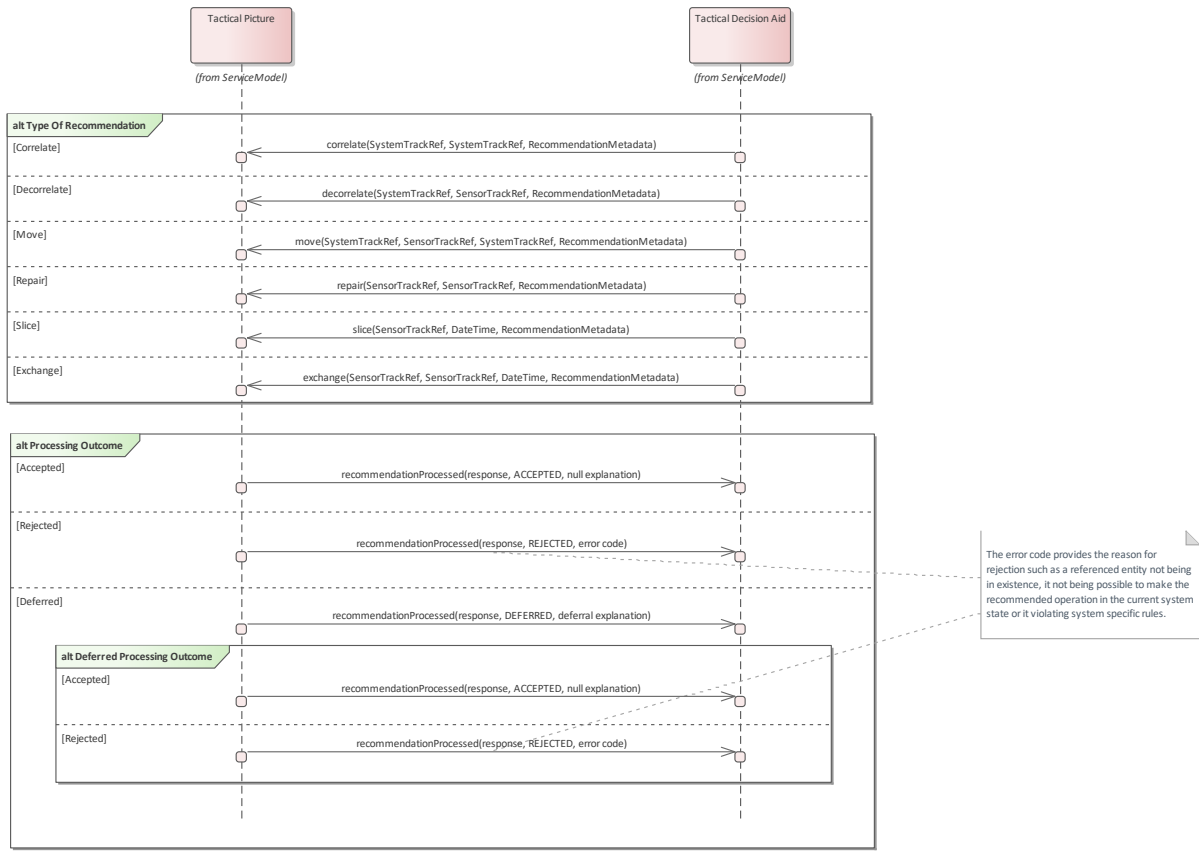 Tactical Picture
Tactical Decision Aid
(from ServiceModel)
(from ServiceModel)
alt Type Of Recommendation
[Correlate]
correlate(SystemTrackRef, SystemTrackRef, RecommendationMetadata)
[Decorrelate]
decorrelate(SystemTrackRef, SensorTrackRef, RecommendationMetadata)
[Move]
move(SystemTrackRef, SensorTrackRef, SystemTrackRef, RecommendationMetadata)
[Repair]
repair(SensorTrackRef, SensorTrackRef, RecommendationMetadata)
[Slice]
slice(SensorTrackRef, DateTime, RecommendationMetadata)
[Exchange]
exchange(SensorTrackRef, SensorTrackRef, DateTime, RecommendationMetadata)
alt Processing Outcome
[Accepted]
recommendationProcessed(response, ACCEPTED, null explanation)
[Rejected]
recommendationProcessed(response, REJECTED, error code)
The error code provides the reason for
rejection such as a referenced entity not being
in existence, it not being possible to make the
recommended operation in the current system
state or it violating system specific rules.
[Deferred]
recommendationProcessed(response, DEFERRED, deferral explanation)
alt Deferred Processing Outcome
[Accepted]
recommendationProcessed(response, ACCEPTED, null explanation)
[Rejected]
recommendationProcessed(response, REJECTED, error code)